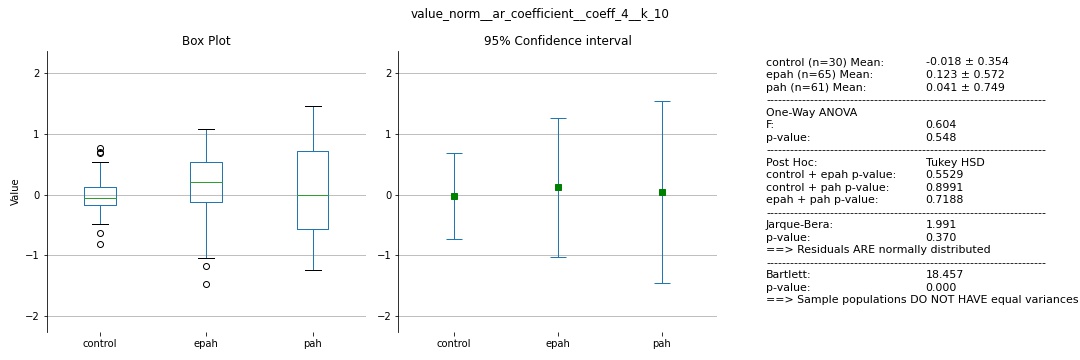 value_norm__ar_coefficient__coeff_4__k_10
Box Plot
Value
2
1
0
−1
−2
control epah pah
95% Confidence interval
2
1
0
−1
−2
control epah pah
control (n=30) Mean: -0.018 ± 0.354
epah (n=65) Mean: 0.123 ± 0.572
pah (n=61) Mean: 0.041 ± 0.749
One-Way ANOVA
F: 0.604
p-value: 0.548
Post Hoc: Tukey HSD
control + epah p-value: 0.5529
control + pah p-value: 0.8991
epah + pah p-value: 0.7188
Jarque-Bera: 1.991
p-value: 0.370
==> Residuals ARE normally distributed
Bartlett: 18.457
p-value: 0.000
==> Sample populations DO NOT HAVE equal variances